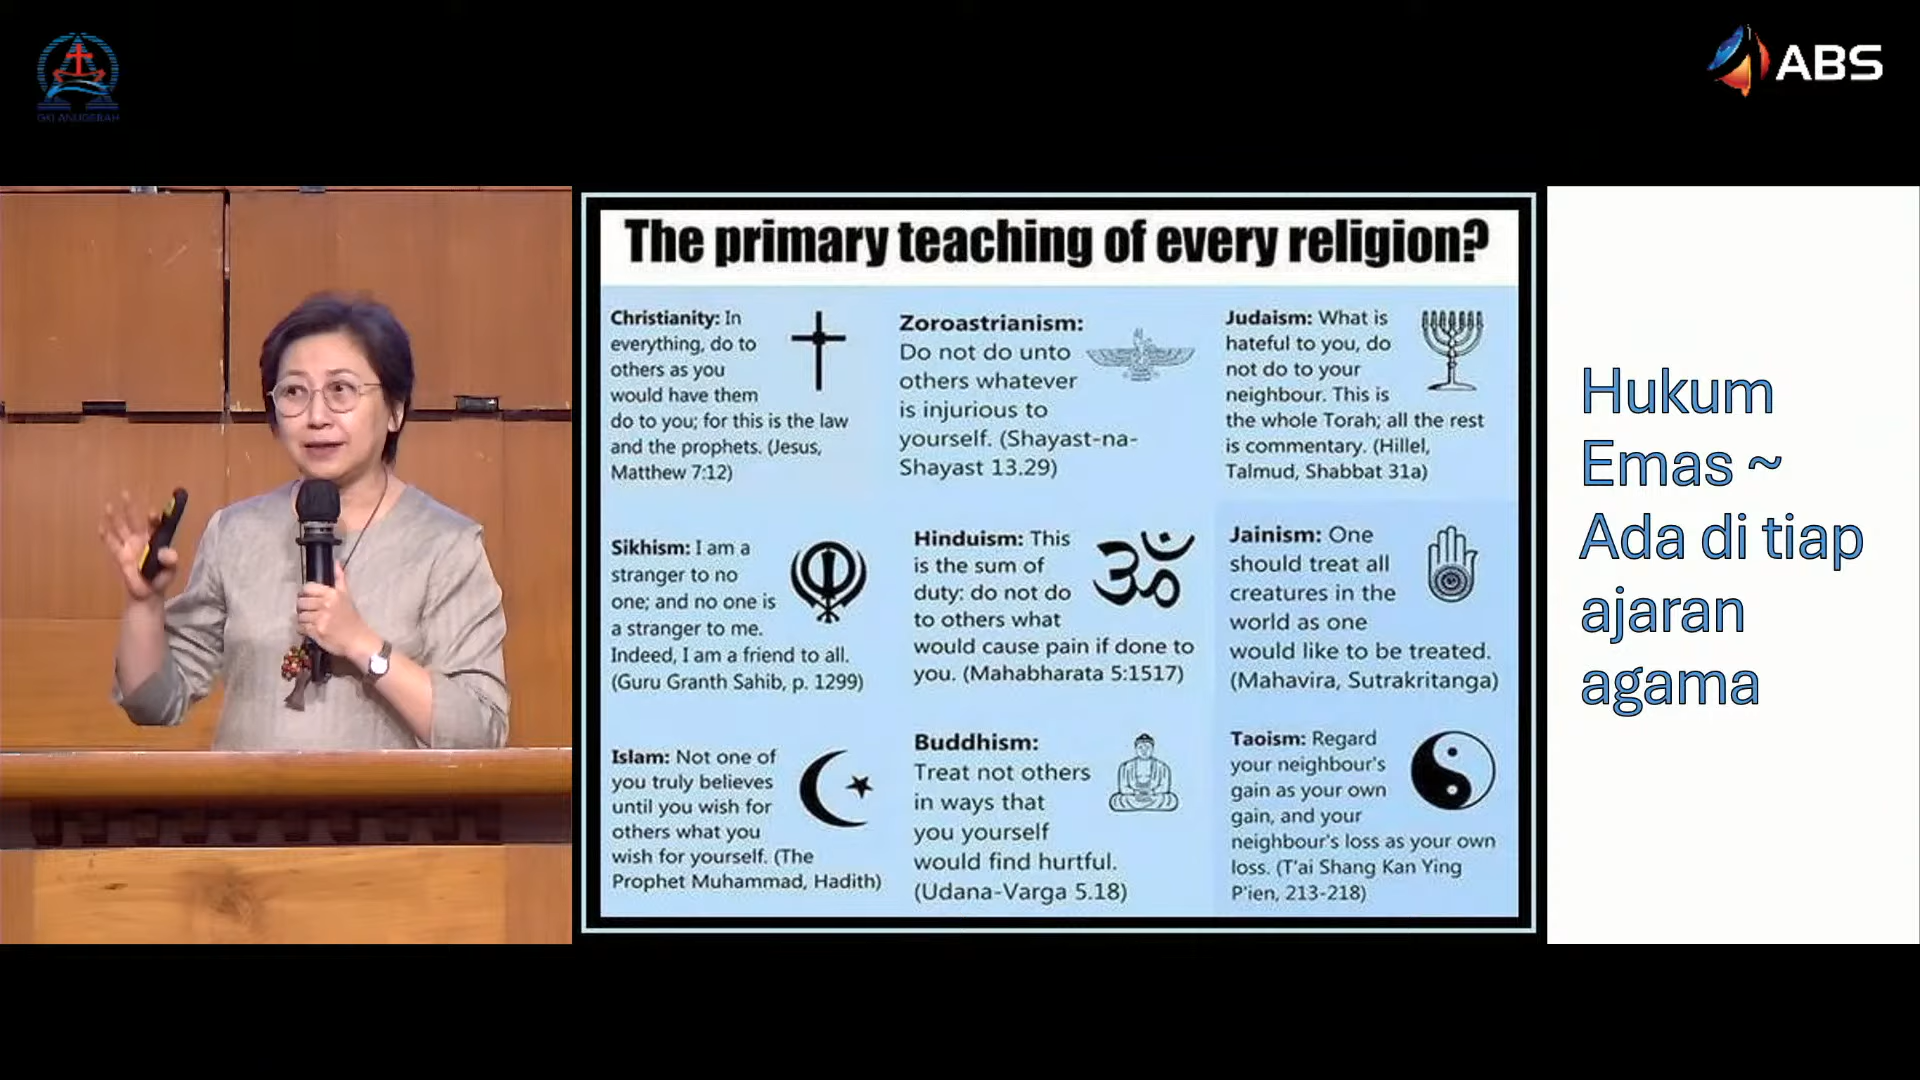 GKI ANUGERAH
ABS
The primary teaching of every religion?
Christianity: In
everything, do to
others as you
would have them
do to you; for this is the law
and the prophets. (Jesus,
Matthew 7:12)
Zoroastrianism:
Do not do unto
others whatever
is injurious to
yourself. (Shayast-na-
Shayast 13.29)
Judaism: What is
hateful to you, do
not do to your
neighbour. This is
the whole Torah; all the rest
is commentary. (Hillel,
Talmud, Shabbat 31a)
Sikhism: I am a
stranger to no
one; and no one is
a stranger to me.
Indeed, I am a friend to all.
(Guru Granth Sahib, p. 1299)
Hinduism: This
is the sum of
duty: do not do
to others what
would cause pain if done to
you. (Mahabharata 5:1517)
Jainism: One
should treat all
creatures in the
world as one
would like to be treated.
(Mahavira, Sutrakritanga)
Islam: Not one of
you truly believes
until you wish for
others what you
wish for yourself. (The
Prophet Muhammad, Hadith)
Buddhism:
Treat not others
in ways that
you yourself
would find hurtful.
(Udana-Varga 5.18)
Taoism: Regard
your neighbour's
gain as your own
gain, and your
neighbour's loss as your own
loss. (T'ai Shang Kan Ying
P'ien, 213-218)
Hukum
Emas ~
Ada di tiap
ajaran
agama